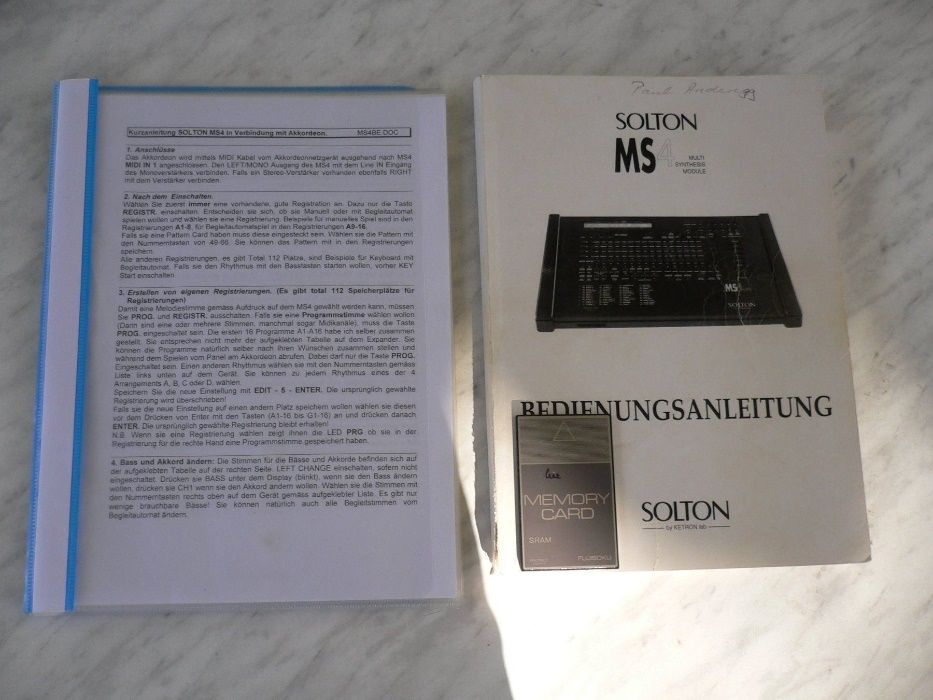 Kurzanleitung SOLTON MS4 in Verbindung mit Akkordeon. MS4BE.DOC
1. Anschlüsse
Das Akkordeon wird mittels MIDI Kabel vom Akkordeonnetzgerät ausgehend nach MS4
MIDI IN 1 angeschlossen. Den LEFT/MONO Ausgang des MS4 mit dem Line IN Eingang
des Monoverstärkers verbinden. Falls ein Stereo-Verstärker vorhanden ebenfalls RIGHT
mit dem Verstärker verbinden.
2. Nach dem Einschalten.
Wählen Sie zuerst immer eine vorhandene, gute Registration an. Dazu nur die Taste
REGISTR. einschalten. Entscheiden sie sich, ob sie Manuell oder mit Begleitautomat
spielen wollen und wählen sie eine Registrierung. Beispiele für manuelles Spiel sind in den
Registrierungen A1-8, für Begleitautomatspiel in den Registrierungen A9-16.
Falls sie eine Pattern Card haben muss diese eingesteckt sein. Wählen Sie die Pattern mit
den Nummerntasten von 49-66. Sie können das Pattern mit in den Registrierungen
speichern.
Alle anderen Registrierungen, es gibt Total 112 Plätze, sind Beispiele für Keyboard mit
Begleitautomat. Falls sie den Rhythmus mit den Basstasten starten wollen, vorher KEY
Start einschalten.
3. Erstellen von eigenen Registrierungen. (Es gibt total 112 Speicherplätze für
Registrierungen)
Damit eine Melodiestimme gemäss Aufdruck auf dem MS4 gewählt werden kann, müssen
Sie PROG. und REGISTR. ausschalten. Falls sie eine Programmstimme wählen wollen
(Darin sind eine oder mehrere Stimmen, manchmal sogar Midikanäle), muss die Taste
PROG. eingeschaltet sein. Die ersten 16 Programme A1-A16 habe ich selber zusammen
gestellt. Sie entsprechen nicht mehr der aufgeklebten Tabelle auf dem Expander. Sie
können die Programme natürlich selber nach Ihren Wünschen zusammen stellen und
während dem Spielen vom Panel am Akkordeon abrufen. Dabei darf nur die Taste PROG.
Eingeschaltet sein. Einen anderen Rhythmus wählen sie mit den Nummerntasten gemäss
Liste links unten auf dem Gerät. Sie können zu jedem Rhythmus eines der 4
Arrangements A, B, C oder D, wählen.
Speichern Sie die neue Einstellung mit EDIT - 5 - ENTER. Die ursprünglich gewählte
Registrierung wird überschrieben!
Falls sie die neue Einstellung auf einen andern Platz speichern wollen wählen sie diesen
vor dem Drücken von Enter mit den Tasten (A1-16 bis G1-16) an und drücken danach
ENTER. Die ursprünglich gewählte Registrierung bleibt erhalten!
N.B. Wenn sie eine Registrierung wählen zeigt ihnen die LED PRG ob sie in der
Registrierung für die rechte Hand eine Programmstimme gespeichert haben.
4. Bass und Akkord ändern: Die Stimmen für die Bässe und Akkorde befinden sich auf
der aufgeklebten Tabelle auf der rechten Seite. LEFT CHANGE einschalten, sofern nicht
eingeschaltet. Drücken sie BASS unter dem Display (blinkt), wenn sie den Bass ändern
wollen, drücken sie CH1 wenn sie den Akkord ändern wollen. Wählen Sie die Stimmen mit
den Nummerntasten rechts oben auf dem Gerät gemäss aufgeklebter Liste. Es gibt nur
wenige brauchbare Bässe! Sie können natürlich auch alle Begleitstimmen vom
Begleitautomat ändern.
Paul Anderegg
SOLTON
MS4 MULTI
SYNTHESIS
MODULE
MS4
SOLTON
BEDIENUNGSANLEITUNG
MEMORY
CARD
SRAM
FUJISOKU
SOLTON
by KETRON lab